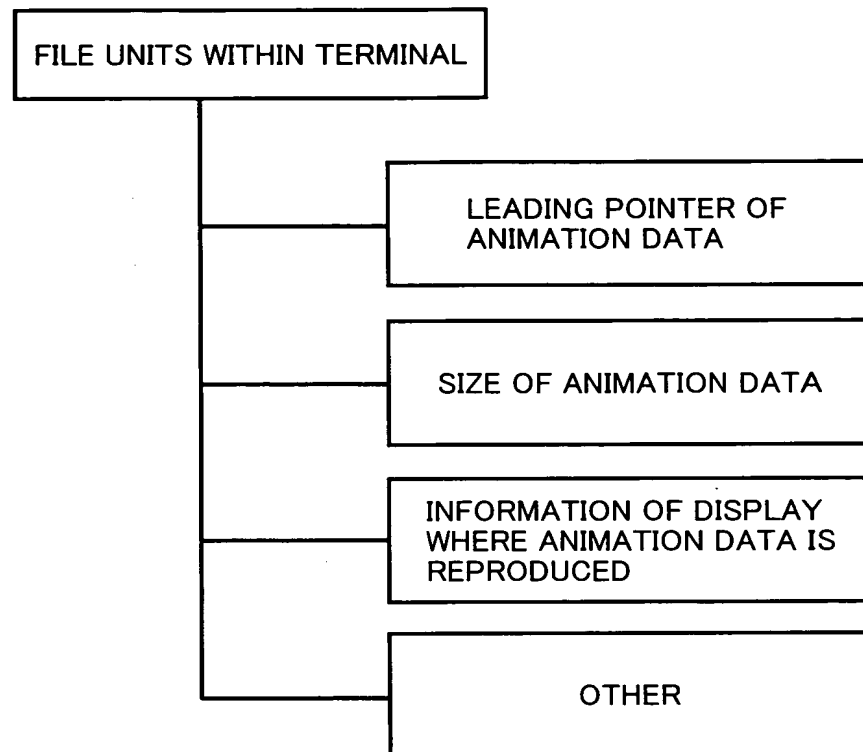 FILE UNITS WITHIN TERMINAL
LEADING POINTER OF
ANIMATION DATA
SIZE OF ANIMATION DATA
INFORMATION OF DISPLAY
WHERE ANIMATION DATA IS
REPRODUCED
OTHER